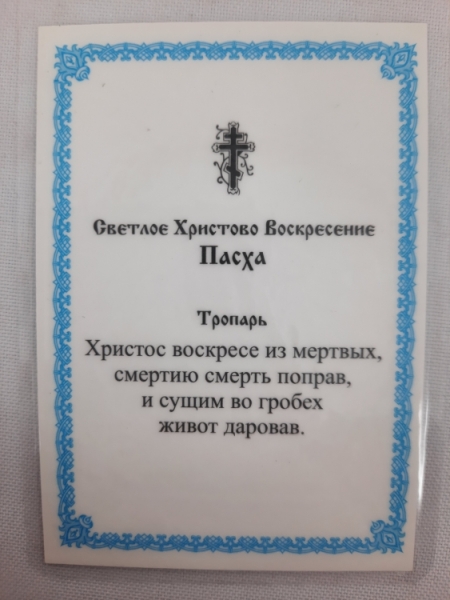 Светлое Христово Воскресение
Пасха
Тропарь
Христос воскресе из мертвых,
смертию смерть поправ,
и сущим во гробех
живот даровав.